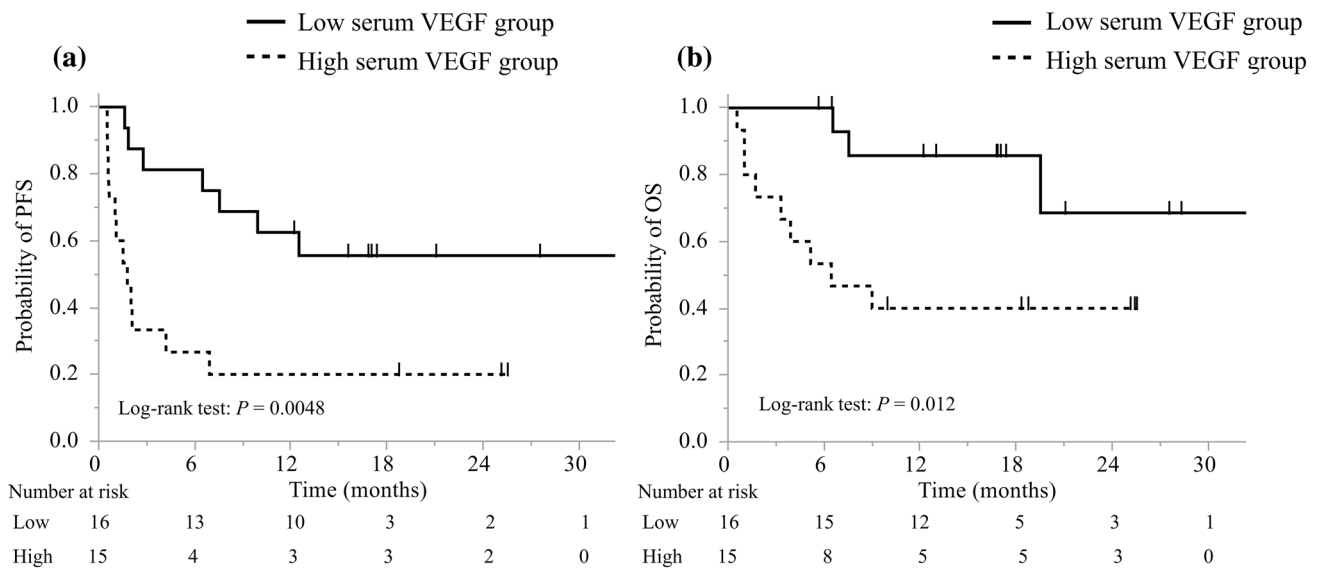 (a)
Low serum VEGF group
High serum VEGF group
Probability of PFS
1.0
0.8
0.6
0.4
0.2
0.0
Log-rank test: P = 0.0048
0 6 12 18 24 30
Time (months)
Number at risk
Low 16 13 10 3 2 1
High 15 4 3 3 2 0
(b)
Low serum VEGF group
High serum VEGF group
Probability of OS
1.0
0.8
0.6
0.4
0.2
0.0
Log-rank test: P = 0.012
0 6 12 18 24 30
Time (months)
Number at risk
Low 16 15 12 5 3 1
High 15 8 5 5 3 0